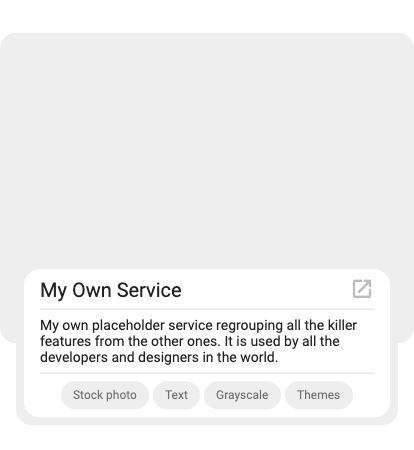 My Own Service
My own placeholder service regrouping all the killer
features from the other ones. It is used by all the
developers and designers in the world.
Stock photo Text Grayscale Themes